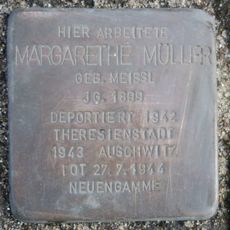 HIER ARBEITETE
MARGARETHE MÜLLER
GEB. MEISSL
JG. 1899
DEPORTIERT 1942
THERESIENSTADT
1943 AUSCHWITZ
TOT 27.7.1944
NEUENGAMME